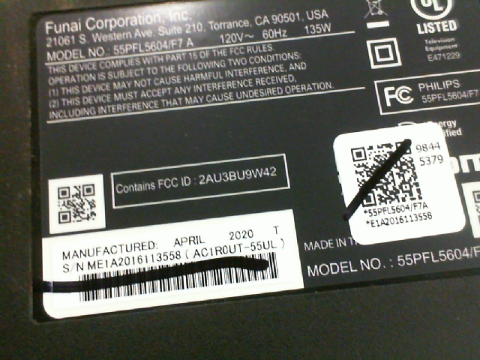 Funai Corporation, Inc.
21061 S. Western Ave. Suite 210, Torrance, CA 90501, USA
MODEL NO.: 55PFL5604/F7 A 120V~ 60Hz 135W
THIS DEVICE COMPLIES WITH PART 15 OF THE FCC RULES.
OPERATION IS SUBJECT TO THE FOLLOWING TWO CONDITIONS:
(1) THIS DEVICE MAY NOT CAUSE HARMFUL INTERFERENCE, AND
(2) THIS DEVICE MUST ACCEPT ANY INTERFERENCE RECEIVED,
INCLUDING INTERFERENCE THAT MAY CAUSE UNDESIRED OPERATION.
UL
LISTED
Television
Equipment
E471229
FC PHILIPS
55PFL5604/F7
9844
5379
*55PFL5604/F7A
*E1A2016113558
Contains FCC ID : 2AU3BU9W42
MANUFACTURED: APRIL 2020 T
S/N ME1A2016113558 ( AC1R0UT-55UL )
MADE IN
MODEL NO. : 55PFL5604/F